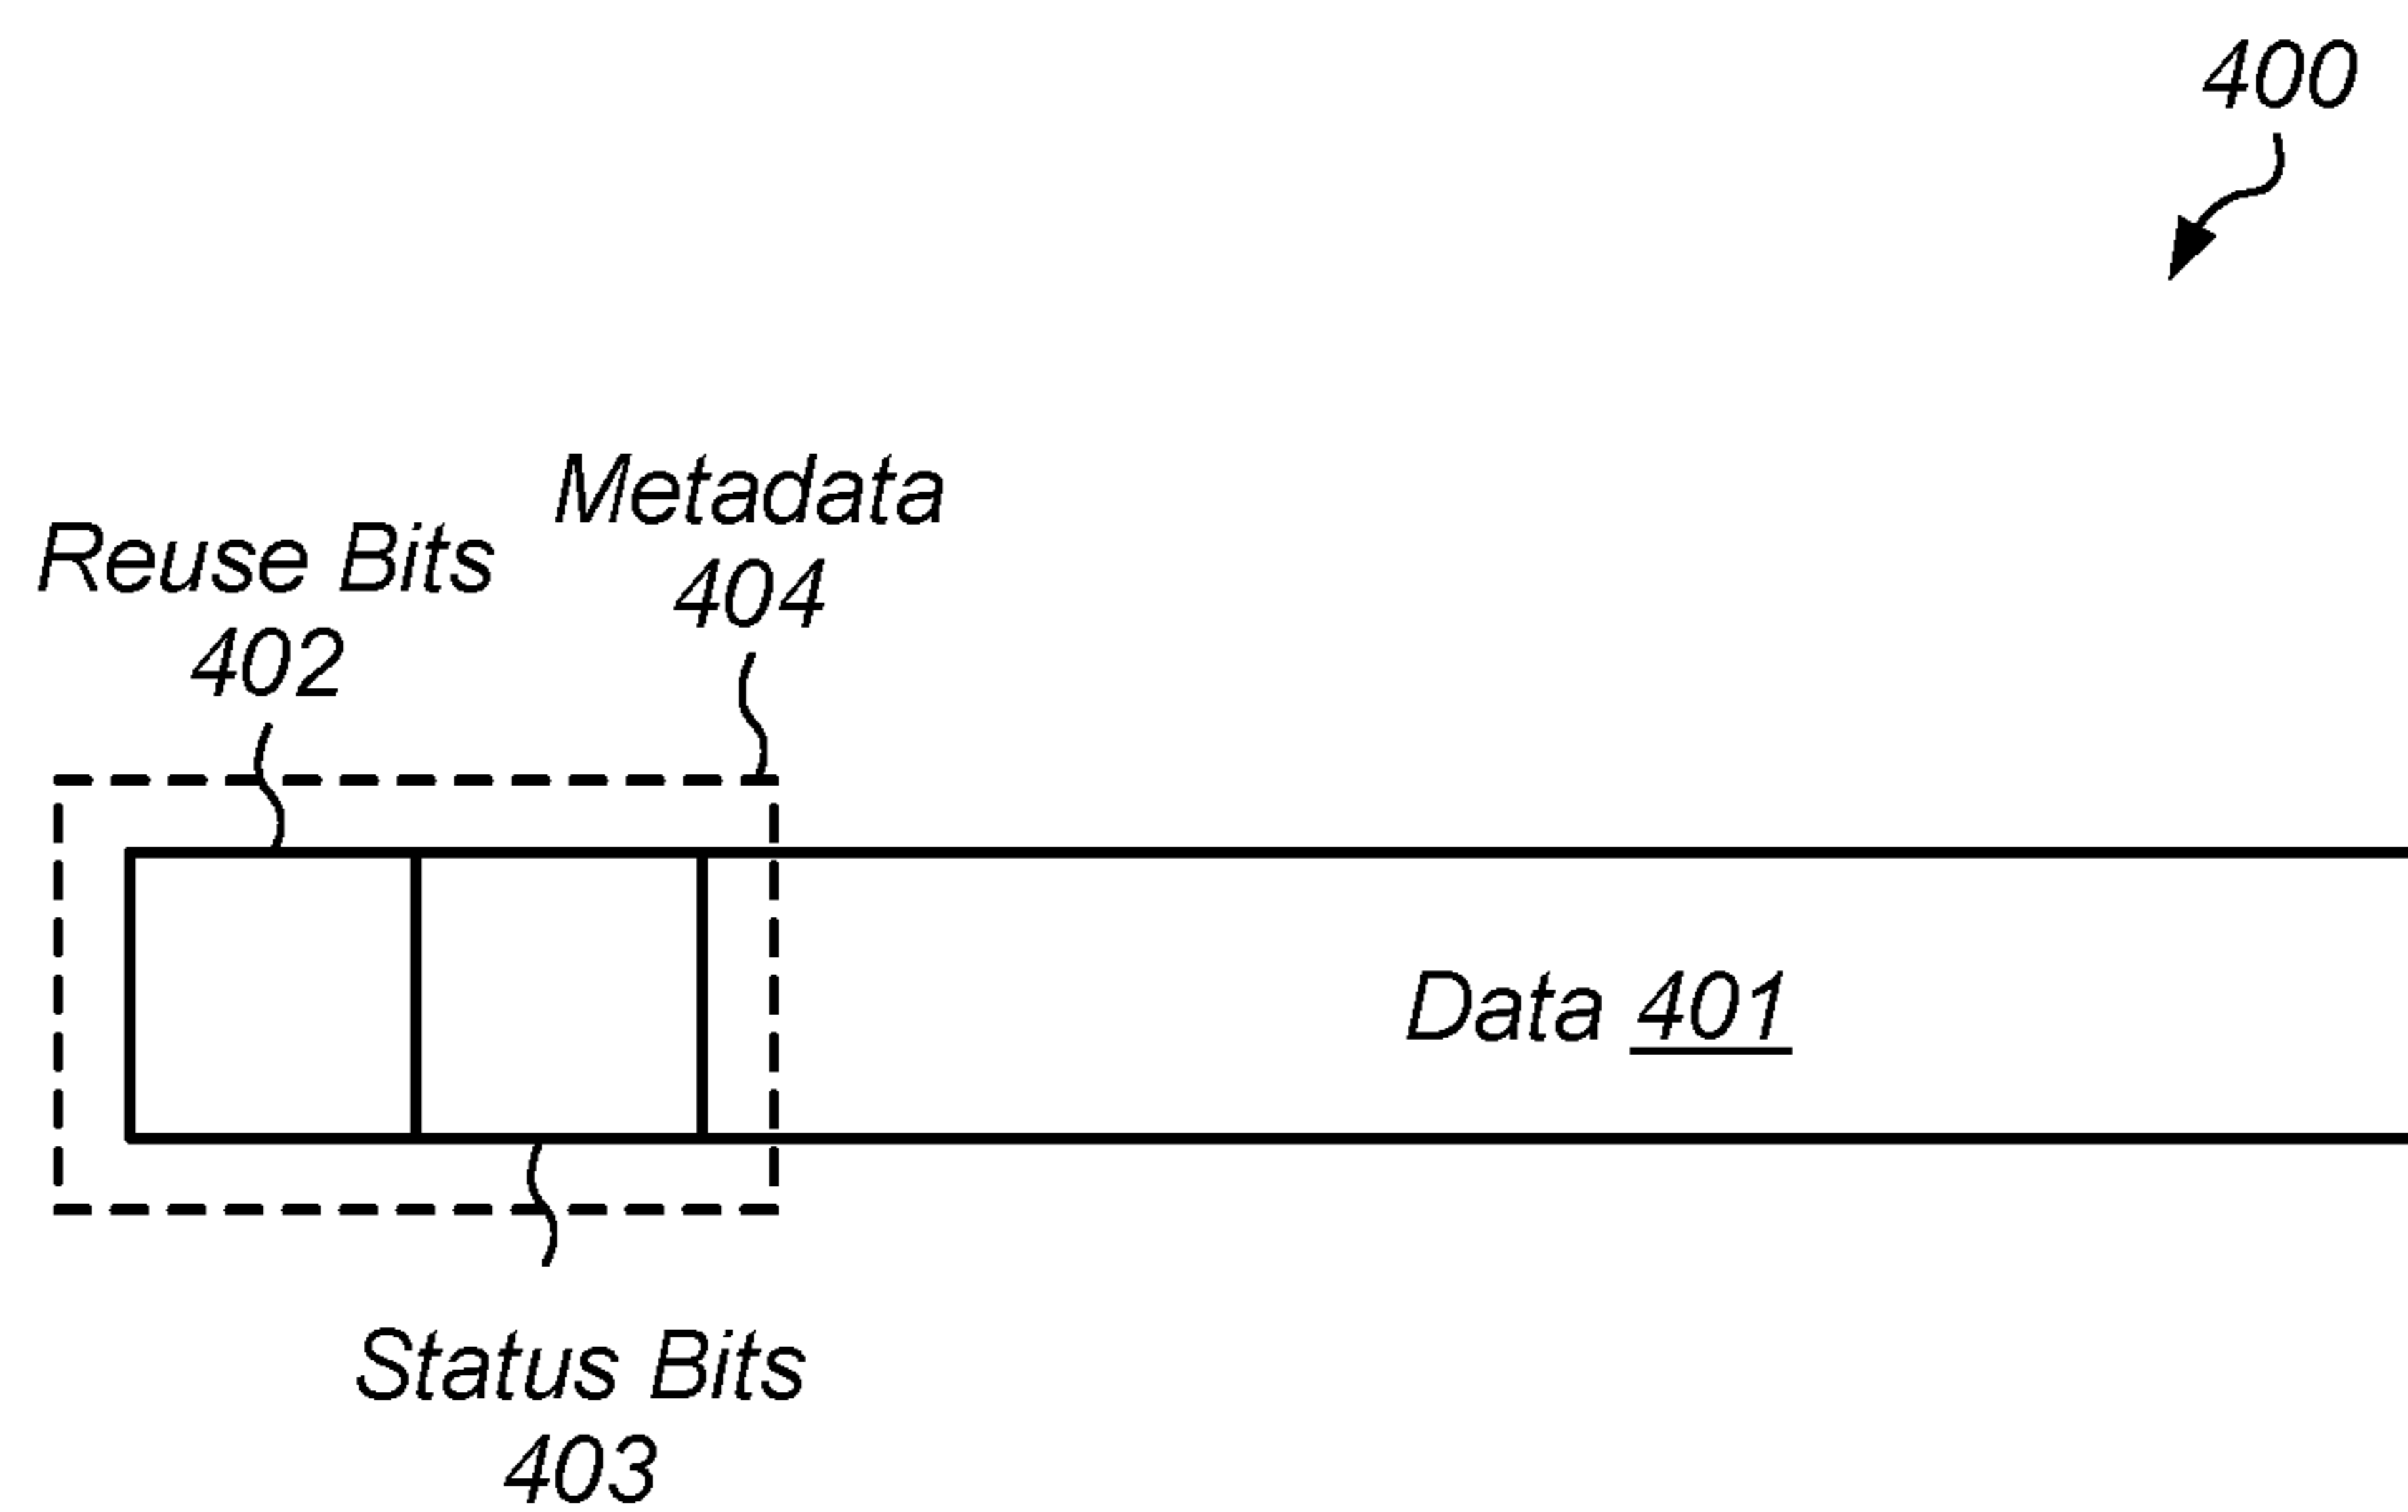 400
Metadata
404
Reuse Bits
402
Data 401
Status Bits
403